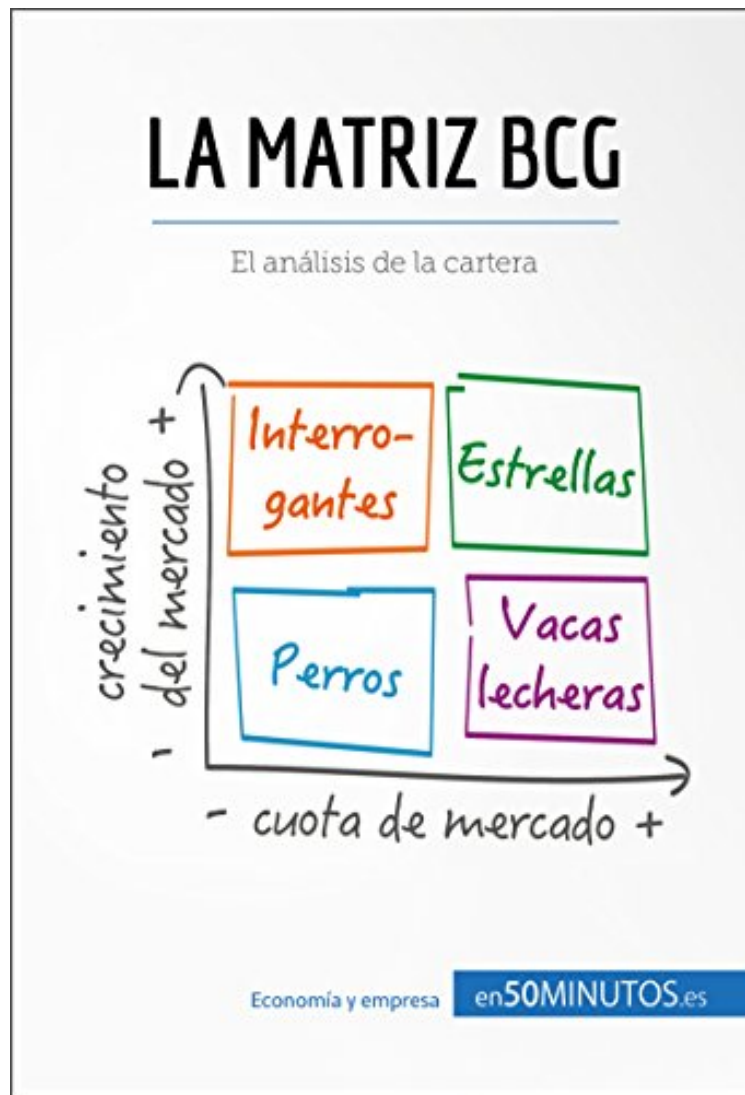 LA MATRIZ BCG
El análisis de la cartera
crecimiento
del mercado
+
-
Interro-
gantes
Estrellas
Perros
Vacas
lecheras
- cuota de mercado +
Economía y empresa
en50MINUTOS.es